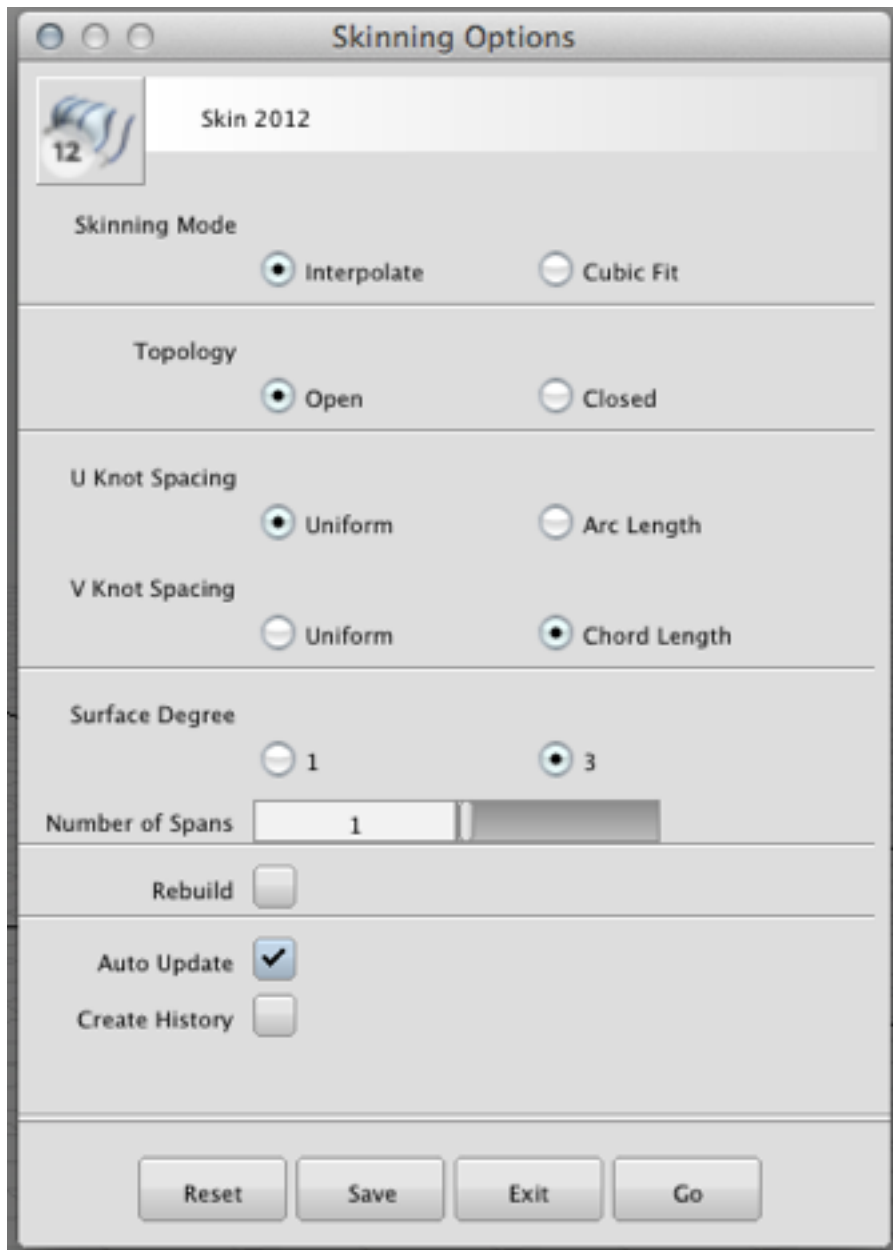 Skinning Options
Skin 2012
12
Skinning Mode
Interpolate Cubic Fit
Topology
Open Closed
U Knot Spacing
Uniform Arc Length
V Knot Spacing
Uniform Chord Length
Surface Degree
1 3
Number of Spans 1
Rebuild
Auto Update
Create History
Reset Save Exit Go